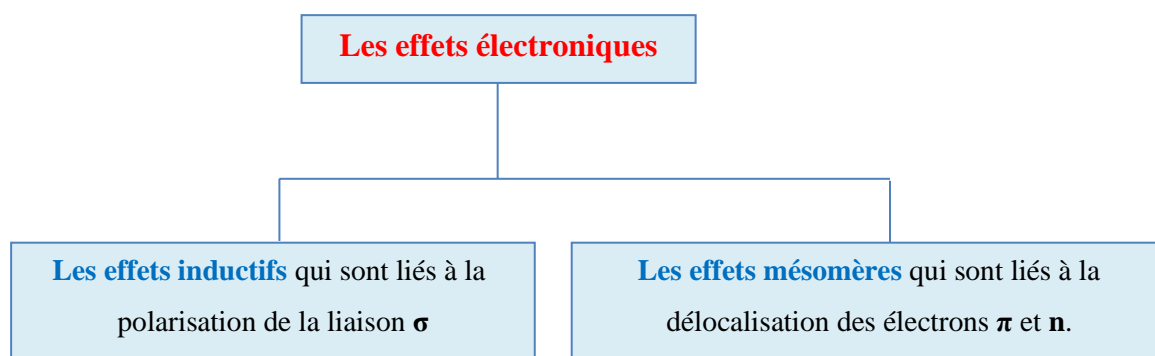 Les effets électroniques
Les effets inductifs qui sont liés à la
polarisation de la liaison σ
Les effets mésomères qui sont liés à la
délocalisation des électrons π et n.